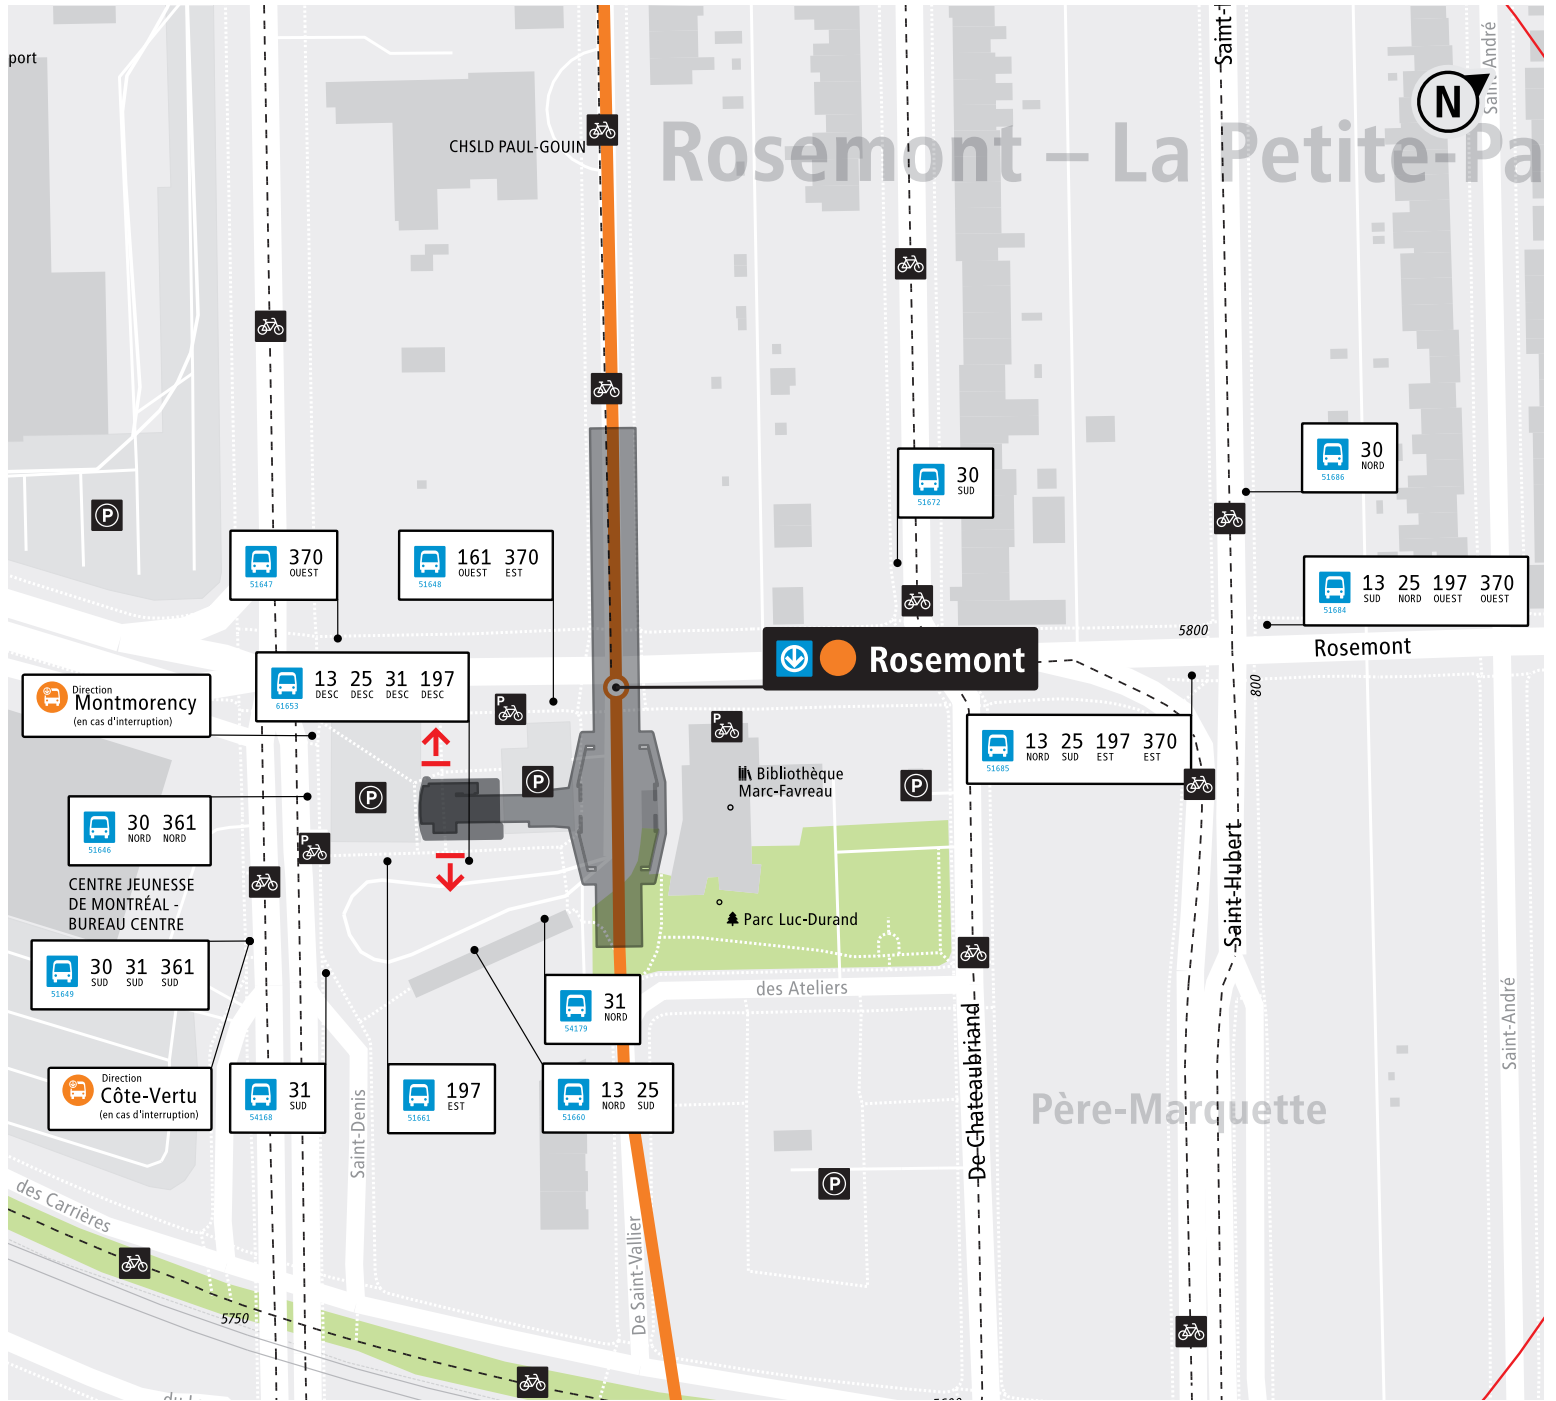 Saint-
port
Saint-André
N
CHSLD PAUL-GOUIN
Rosemont – La Petite-Pa
30
NORD
51686
30
SUD
51672
P
370
OUEST
51647
161 370
OUEST EST
51648
13 25 197 370
SUD NORD OUEST OUEST
51684
5800
Rosemont
Rosemont
800
13 25 31 197
DESC DESC DESC DESC
61653
Direction
Montmorency
(en cas d'interruption)
P
P
13 25 197 370
NORD SUD EST EST
51685
Bibliothèque
Marc-Favreau
P
P
P
30 361
NORD NORD
51646
P
Saint-Hubert
CENTRE JEUNESSE
DE MONTRÉAL -
BUREAU CENTRE
Parc Luc-Durand
30 31 361
SUD SUD SUD
51649
31
NORD
54179
des Ateliers
De Chateaubriand
Saint-André
Direction
Côte-Vertu
(en cas d'interruption)
31
SUD
54168
Saint-Denis
197
EST
51661
13 25
NORD SUD
51660
Père-Marquette
P
des Carrières
De Saint-Vallier
5750